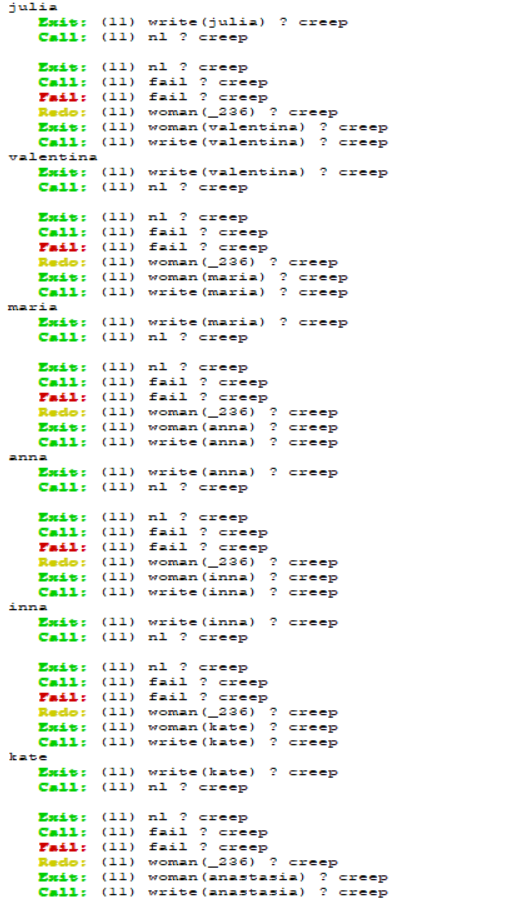 julia
Exit: (11) write(julia) ? creep
Call: (11) nl ? creep
Exit: (11) nl ? creep
Call: (11) fail ? creep
Fail: (11) fail ? creep
Redo: (11) woman(_236) ? creep
Exit: (11) woman(valentina) ? creep
Call: (11) write(valentina) ? creep
valentina
Exit: (11) write(valentina) ? creep
Call: (11) nl ? creep
Exit: (11) nl ? creep
Call: (11) fail ? creep
Fail: (11) fail ? creep
Redo: (11) woman(_236) ? creep
Exit: (11) woman(maria) ? creep
Call: (11) write(maria) ? creep
maria
Exit: (11) write(maria) ? creep
Call: (11) nl ? creep
Exit: (11) nl ? creep
Call: (11) fail ? creep
Fail: (11) fail ? creep
Redo: (11) woman(_236) ? creep
Exit: (11) woman(anna) ? creep
Call: (11) write(anna) ? creep
anna
Exit: (11) write(anna) ? creep
Call: (11) nl ? creep
Exit: (11) nl ? creep
Call: (11) fail ? creep
Fail: (11) fail ? creep
Redo: (11) woman(_236) ? creep
Exit: (11) woman(inna) ? creep
Call: (11) write(inna) ? creep
inna
Exit: (11) write(inna) ? creep
Call: (11) nl ? creep
Exit: (11) nl ? creep
Call: (11) fail ? creep
Fail: (11) fail ? creep
Redo: (11) woman(_236) ? creep
Exit: (11) woman(kate) ? creep
Call: (11) write(kate) ? creep
kate
Exit: (11) write(kate) ? creep
Call: (11) nl ? creep
Exit: (11) nl ? creep
Call: (11) fail ? creep
Fail: (11) fail ? creep
Redo: (11) woman(_236) ? creep
Exit: (11) woman(anastasia) ? creep
Call: (11) write(anastasia) ? creep